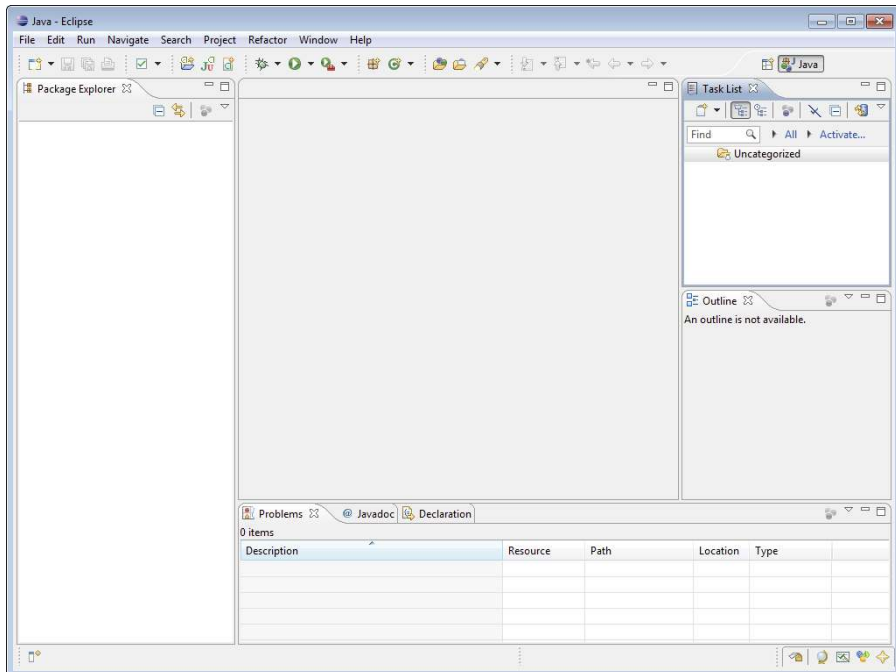 Java - Eclipse
File Edit Run Navigate Search Project Refactor Window Help
Java
Package Explorer
Task List
Find All Activate...
Uncategorized
Outline
An outline is not available.
Problems @ Javadoc Declaration
0 items
Description Resource Path Location Type